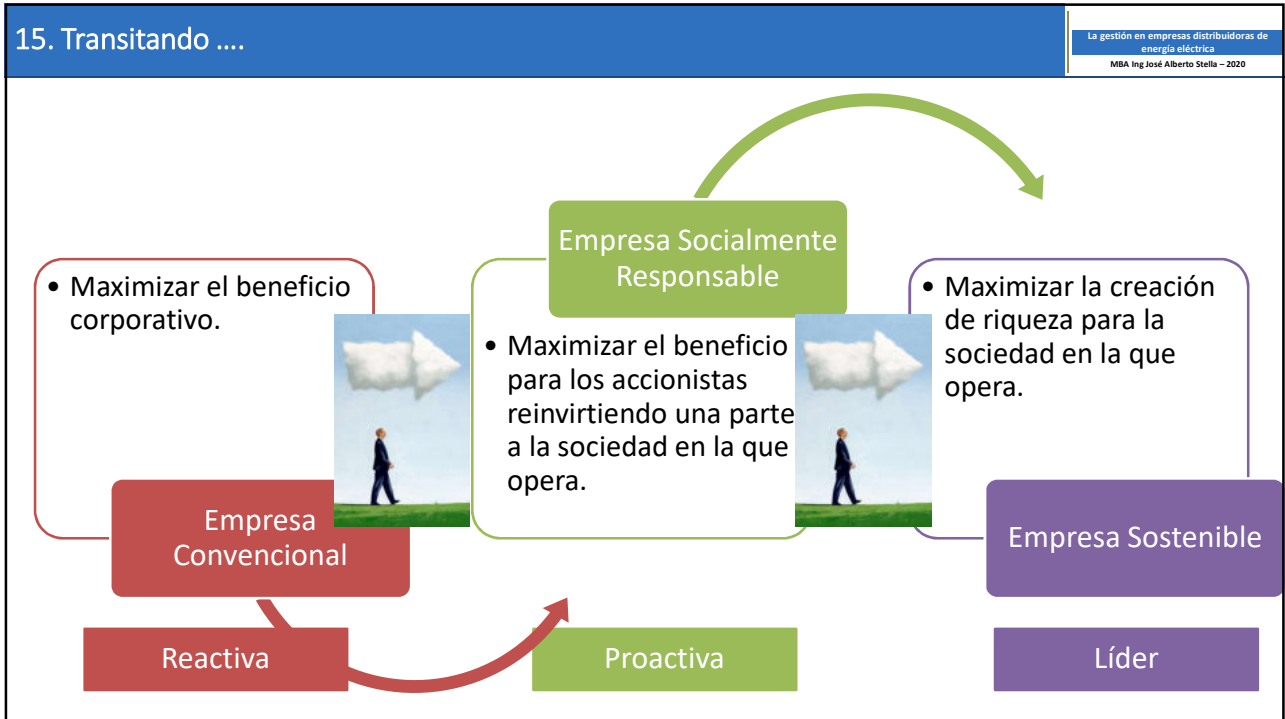 15. Transitando ....
La gestión en empresas distribuidoras de
energía eléctrica
MBA Ing José Alberto Stella – 2020
• Maximizar el beneficio
corporativo.
Empresa
Convencional
Reactiva
Empresa Socialmente
Responsable
• Maximizar el beneficio
para los accionistas
reinvirtiendo una parte
a la sociedad en la que
opera.
Proactiva
• Maximizar la creación
de riqueza para la
sociedad en la que
opera.
Empresa Sostenible
Líder